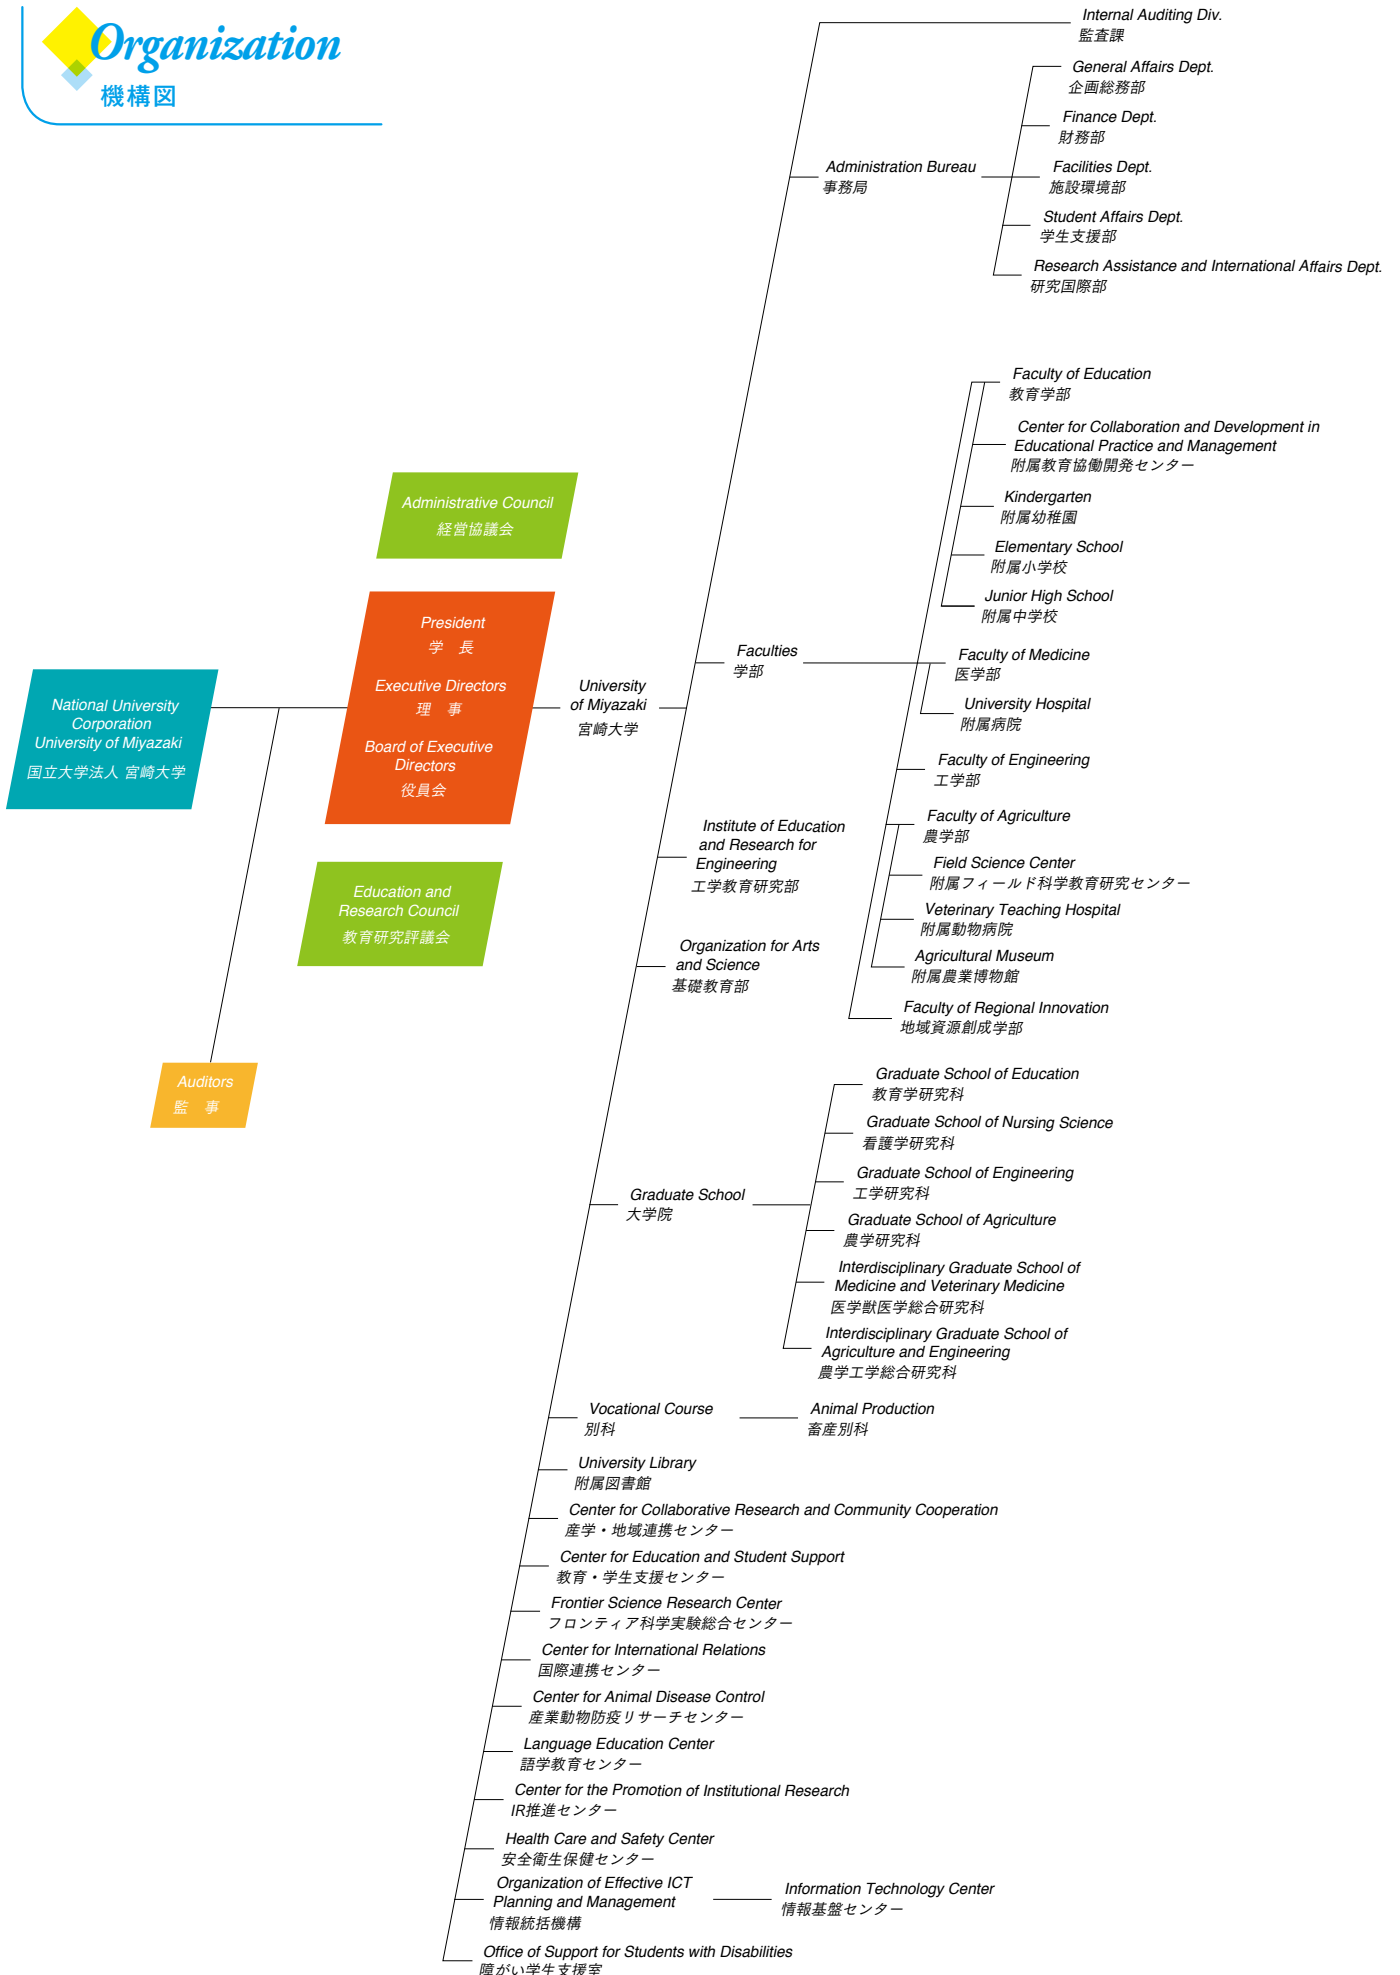 Organization
機構図
National University
Corporation
University of Miyazaki
国立大学法人 宮崎大学
Administrative Council
経営協議会
President
学　長
Executive Directors
理　事
Board of Executive
Directors
役員会
Education and
Research Council
教育研究評議会
Auditors
監　事
University
of Miyazaki
宮崎大学
Internal Auditing Div.
監査課
Administration Bureau
事務局
General Affairs Dept.
企画総務部
Finance Dept.
財務部
Facilities Dept.
施設環境部
Student Affairs Dept.
学生支援部
Research Assistance and International Affairs Dept.
研究国際部
Faculties
学部
Faculty of Education
教育学部
Center for Collaboration and Development in
Educational Practice and Management
附属教育協働開発センター
Kindergarten
附属幼稚園
Elementary School
附属小学校
Junior High School
附属中学校
Faculty of Medicine
医学部
University Hospital
附属病院
Faculty of Engineering
工学部
Faculty of Agriculture
農学部
Field Science Center
附属フィールド科学教育研究センター
Veterinary Teaching Hospital
附属動物病院
Agricultural Museum
附属農業博物館
Faculty of Regional Innovation
地域資源創成学部
Institute of Education
and Research for
Engineering
工学教育研究部
Organization for Arts
and Science
基礎教育部
Graduate School
大学院
Graduate School of Education
教育学研究科
Graduate School of Nursing Science
看護学研究科
Graduate School of Engineering
工学研究科
Graduate School of Agriculture
農学研究科
Interdisciplinary Graduate School of
Medicine and Veterinary Medicine
医学獣医学総合研究科
Interdisciplinary Graduate School of
Agriculture and Engineering
農学工学総合研究科
Vocational Course
別科
Animal Production
畜産別科
University Library
附属図書館
Center for Collaborative Research and Community Cooperation
産学・地域連携センター
Center for Education and Student Support
教育・学生支援センター
Frontier Science Research Center
フロンティア科学実験総合センター
Center for International Relations
国際連携センター
Center for Animal Disease Control
産業動物防疫リサーチセンター
Language Education Center
語学教育センター
Center for the Promotion of Institutional Research
IR推進センター
Health Care and Safety Center
安全衛生保健センター
Organization of Effective ICT
Planning and Management
情報統括機構
Information Technology Center
情報基盤センター
Office of Support for Students with Disabilities
障がい学生支援室